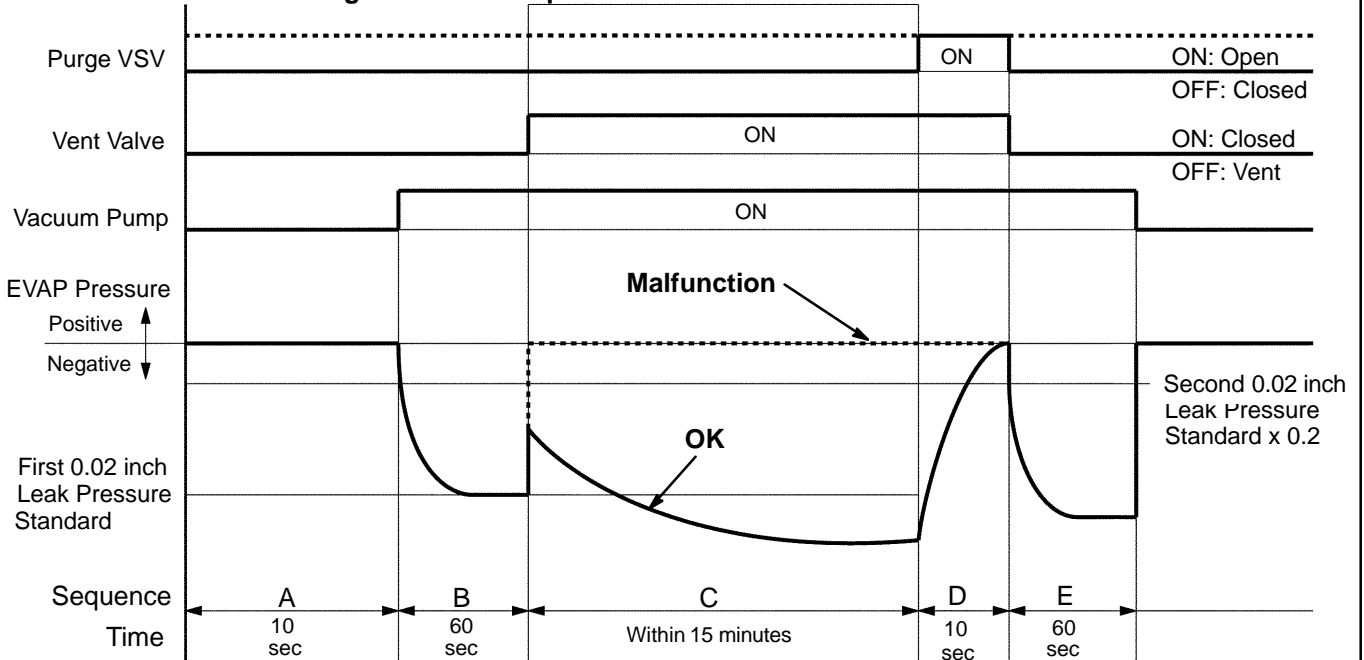 Purge VSV
ON
ON: Open
OFF: Closed
Vent Valve
ON
ON: Closed
OFF: Vent
Vacuum Pump
ON
EVAP Pressure
Positive
Negative
Malfunction
OK
Second 0.02 inch
Leak Pressure
Standard x 0.2
First 0.02 inch
Leak Pressure
Standard
Sequence
A
B
C
D
E
Time
10
sec
60
sec
Within 15 minutes
10
sec
60
sec